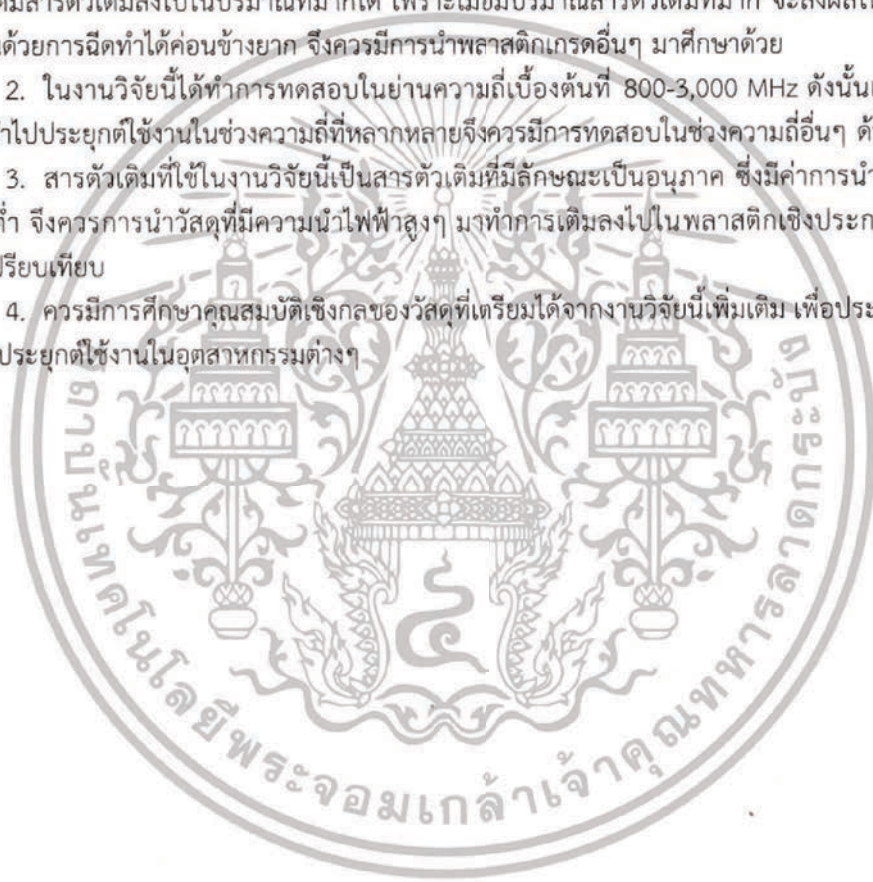 ติมสารตัวเติมลงไปในปริมาณที่มากได้ เพราะเมื่อมีปริมาณสารตัวเติมที่มาก จะส่งผลใ
นด้วยการฉีดทำได้ค่อนข้างยาก จึงควรมีการนำพลาสติกเกรดอื่นๆ มาศึกษาด้วย
2. ในงานวิจัยนี้ได้ทำการทดสอบในย่านความถี่เบื้องต้นที่ 800-3,000 MHz ดังนั้น
ำไปประยุกต์ใช้งานในช่วงความถี่ที่หลากหลายจึงควรมีการทดสอบในช่วงความถี่อื่นๆ ด้
3. สารตัวเติมที่ใช้ในงานวิจัยนี้เป็นสารตัวเติมที่มีลักษณะเป็นอนุภาค ซึ่งมีค่าการนำ
ต่ำ จึงควรการนำวัสดุที่มีความนำไฟฟ้าสูงๆ มาทำการเติมลงไปในพลาสติกเชิงประก
ปรียบเทียบ
4. ควรมีการศึกษาคุณสมบัติเชิงกลของวัสดุที่เตรียมได้จากงานวิจัยนี้เพิ่มเติม เพื่อประ
ประยุกต์ใช้งานในอุตสาหกรรมต่างๆ
สถาบันเทคโนโลยีพระจอมเกล้าเจ้าคุณทหารลาดกระบัง
๔